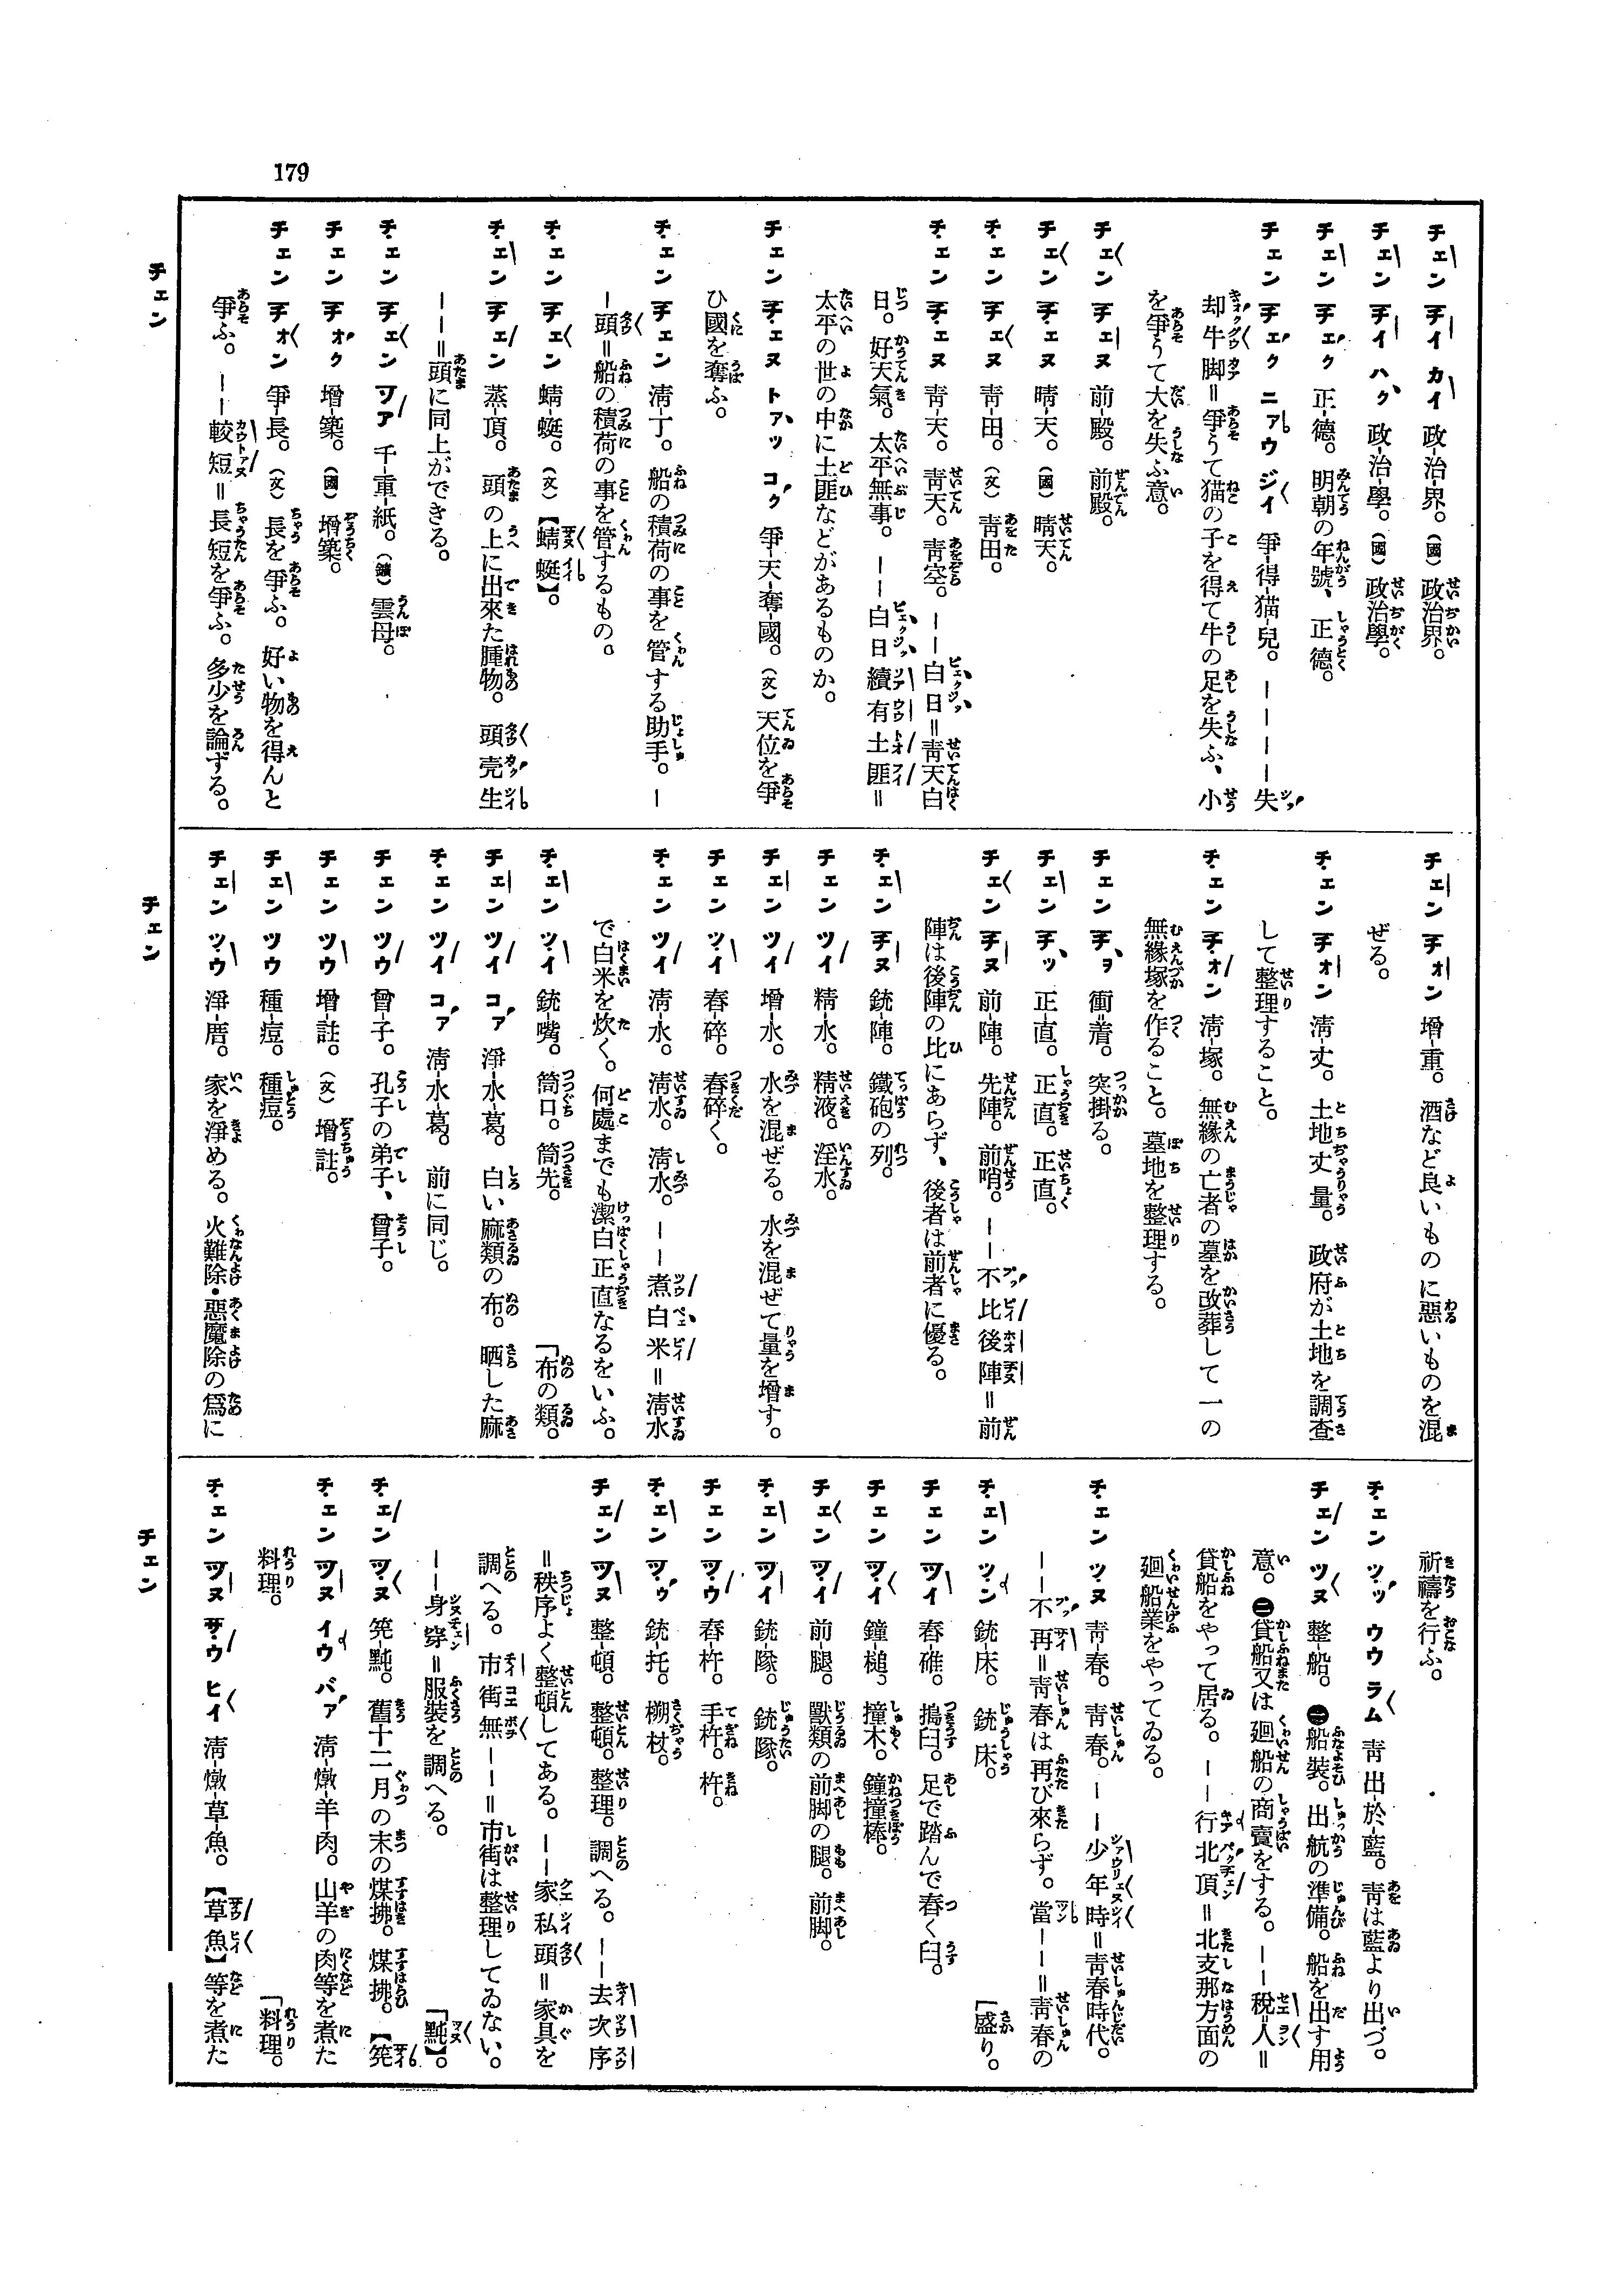 179
チェン チイ カイ 政-治-界。（國）政治界。
チェン チイ ハク 政-治-學。（國）政治學。
チェン チェク 正-德。明朝の年號、正德。
チェン チェク ニアウ ジイ 爭-得-猫-兒。————失
却牛脚＝爭うて猫の子を得て牛の足を失ふ、小
を爭うて大を失ふ意。
チェン チェヌ 前-殿。前殿。
チェン チェヌ 晴-天。（國）晴天。
チェン チェヌ 靑-田。（文）靑田。
チェン チェヌ 靑-天。靑天。靑空。——白日＝靑天白
日。好天氣。太平無事。——白日續有土匪＝
太平の世の中に土匪などがあるものか。
チェン チェヌ トアッ コク 爭-天-奪-國。（文）天位を爭
ひ國を奪ふ。
チェン チェン 淸-丁。船の積荷の事を管する助手。—
—頭＝船の積荷の事を管するもの。
チェン チェン 蜻-蜓。（文）【蜻蜓】。
チェン チェン 蒸-頂。頭の上に出來た腫物。頭壳生
——＝頭に同上ができる。
チェン チェン ツア 千-重-紙。（鑛）雲母。
チェン チォク 增-築。（國）增築。
チェン チォン 爭-長。（文）長を爭ふ。好い物を得んと
爭ふ。——較短＝長短を爭ふ。多少を論ずる。
チェン
チェン チォン 增-重。酒など良いものに惡いものを混
ぜる。
チェン チォン 淸-丈。土地丈量。政府が土地を調査
して整理すること。
チェン チォン 淸-塚。無緣の亡者の墓を改葬して一の
無緣塚を作ること。墓地を整理する。
チェン チヲ 衝-着。突掛る。
チェン チッ 正-直。正直。正直。
チェン チヌ 前-陣。先陣。前哨。——不比後陣＝前
陣は後陣の比にあらず、後者は前者に優る。
チェン チヌ 銃-陣。鐵砲の列。
チェン ツイ 精-水。精液。淫水。
チェン ツイ 增-水。水を混ぜる。水を混ぜて量を增す。
チェン ツイ 舂-碎。舂碎く。
チェン ツイ 淸-水。淸水。淸水。——煮白米＝淸水
で白米を炊く。何處までも潔白正直なるをいふ。
チェン ツイ 銃-嘴。筒口。筒先。「布の類。
チェン ツイ コア 淨-水-葛。白い麻類の布。晒した麻
チェン ツイ コア 淸-水-葛。前に同じ。
チェン ツウ 曾-子。孔子の弟子、曾子。
チェン ツウ 增-註。（文）增註。
チェン ツウ 種-痘。種痘。
チェン ツウ 淨-厝。家を淨める。火難除・惡魔除の爲に
チェン
祈禱を行ふ。
チェン ツッ ウウ ラム 靑-出-於-藍。靑は藍より出づ。
チェン ツヌ 整-船。㊀船裝。出航の準備。船を出す用
意。㊁貸船又は廻船の商賣をする。——稅人＝
貸船をやって居る。——行北頂＝北支那方面の
廻船業をやってゐる。
チェン ツヌ 靑-春。靑春。——少年時＝靑春時代。
——不再＝靑春は再び來らず。當——＝靑春の
チェン ツン 銃-床。銃床。「盛り。
チェン ツイ 舂-碓。搗臼。足で踏んで舂く臼。
チェン ツイ 鐘-槌。撞木。鐘撞棒。
チェン ツイ 前-腿。獸類の前脚の腿。前脚。
チェン ツイ 銃-隊。銃隊。
チェン ツウ 舂-杵。手杵。杵。
チェン ツゥ 銃-托。槊杖。
チェン ツヌ 整-頓。整頓。整理。調へる。——去次序
＝秩序よく整頓してある。——家私頭＝家具を
調へる。市街無——＝市街は整理してゐない。
——身穿＝服裝を調へる。「黗】。
チェン ツヌ 筅-黗。舊十二月の末の煤拂。煤拂。【筅
チェン ツヌ イウ バア 淸-燉-羊-肉。山羊の肉等を煮た
料理。「料理。
チェン ツヌ サウ ヒイ 淸-燉-草-魚。【草魚】等を煮た
チェン